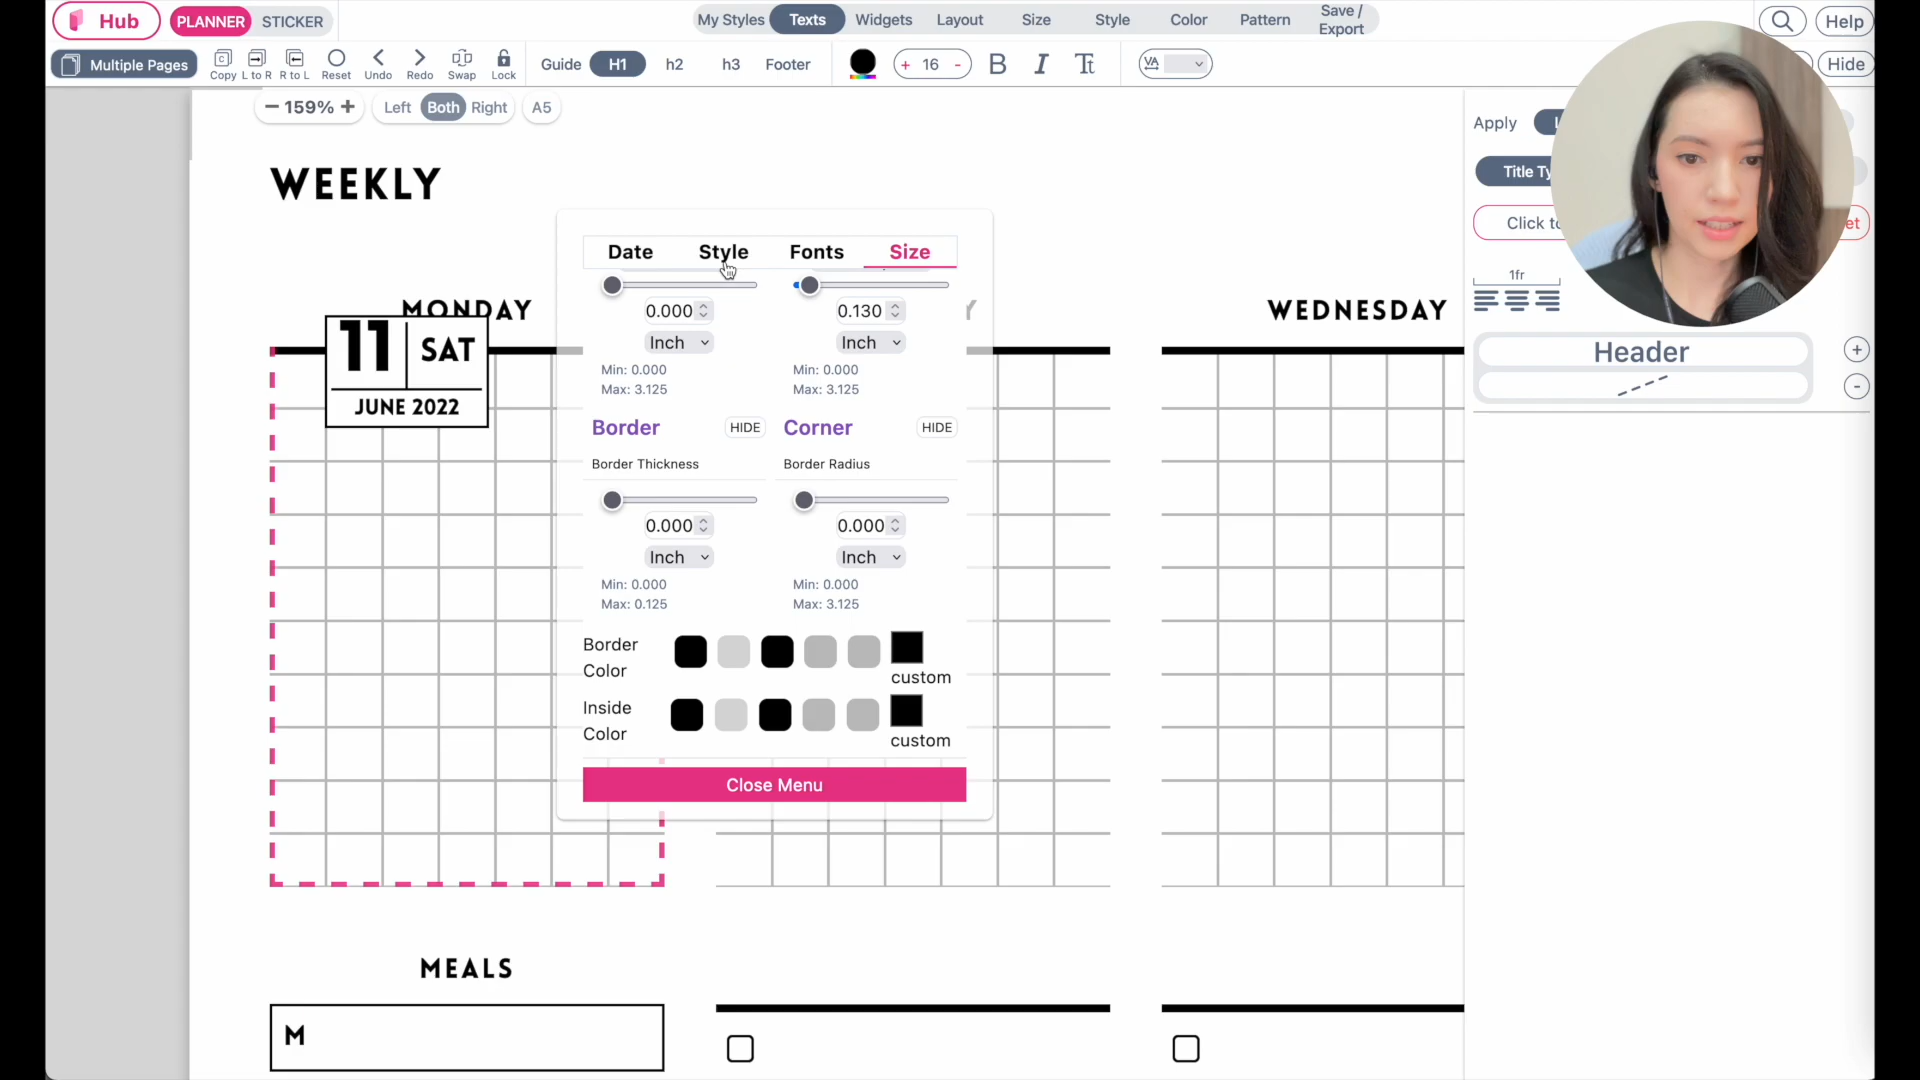 Hub PLANNER STICKER
My Styles Texts Widgets Layout Size Style Color Pattern Save / Export
Help
Multiple Pages Copy L to R R to L Reset Undo Redo Swap Lock
Guide H1 h2 h3 Footer + 16 - B I Tt VA
Hide
− 159% + Left Both Right A5
Apply
WEEKLY
Title Ty
Click to
et
Date Style Fonts Size
1fr
MONDAY
Y
WEDNESDAY
0.000 0.130
Inch Inch
11 SAT
JUNE 2022
Header
+
-
Min: 0.000 Min: 0.000
Max: 3.125 Max: 3.125
Border HIDE Corner HIDE
Border Thickness Border Radius
0.000 0.000
Inch Inch
Min: 0.000 Min: 0.000
Max: 0.125 Max: 3.125
Border Color
custom
Inside Color
custom
Close Menu
MEALS
M